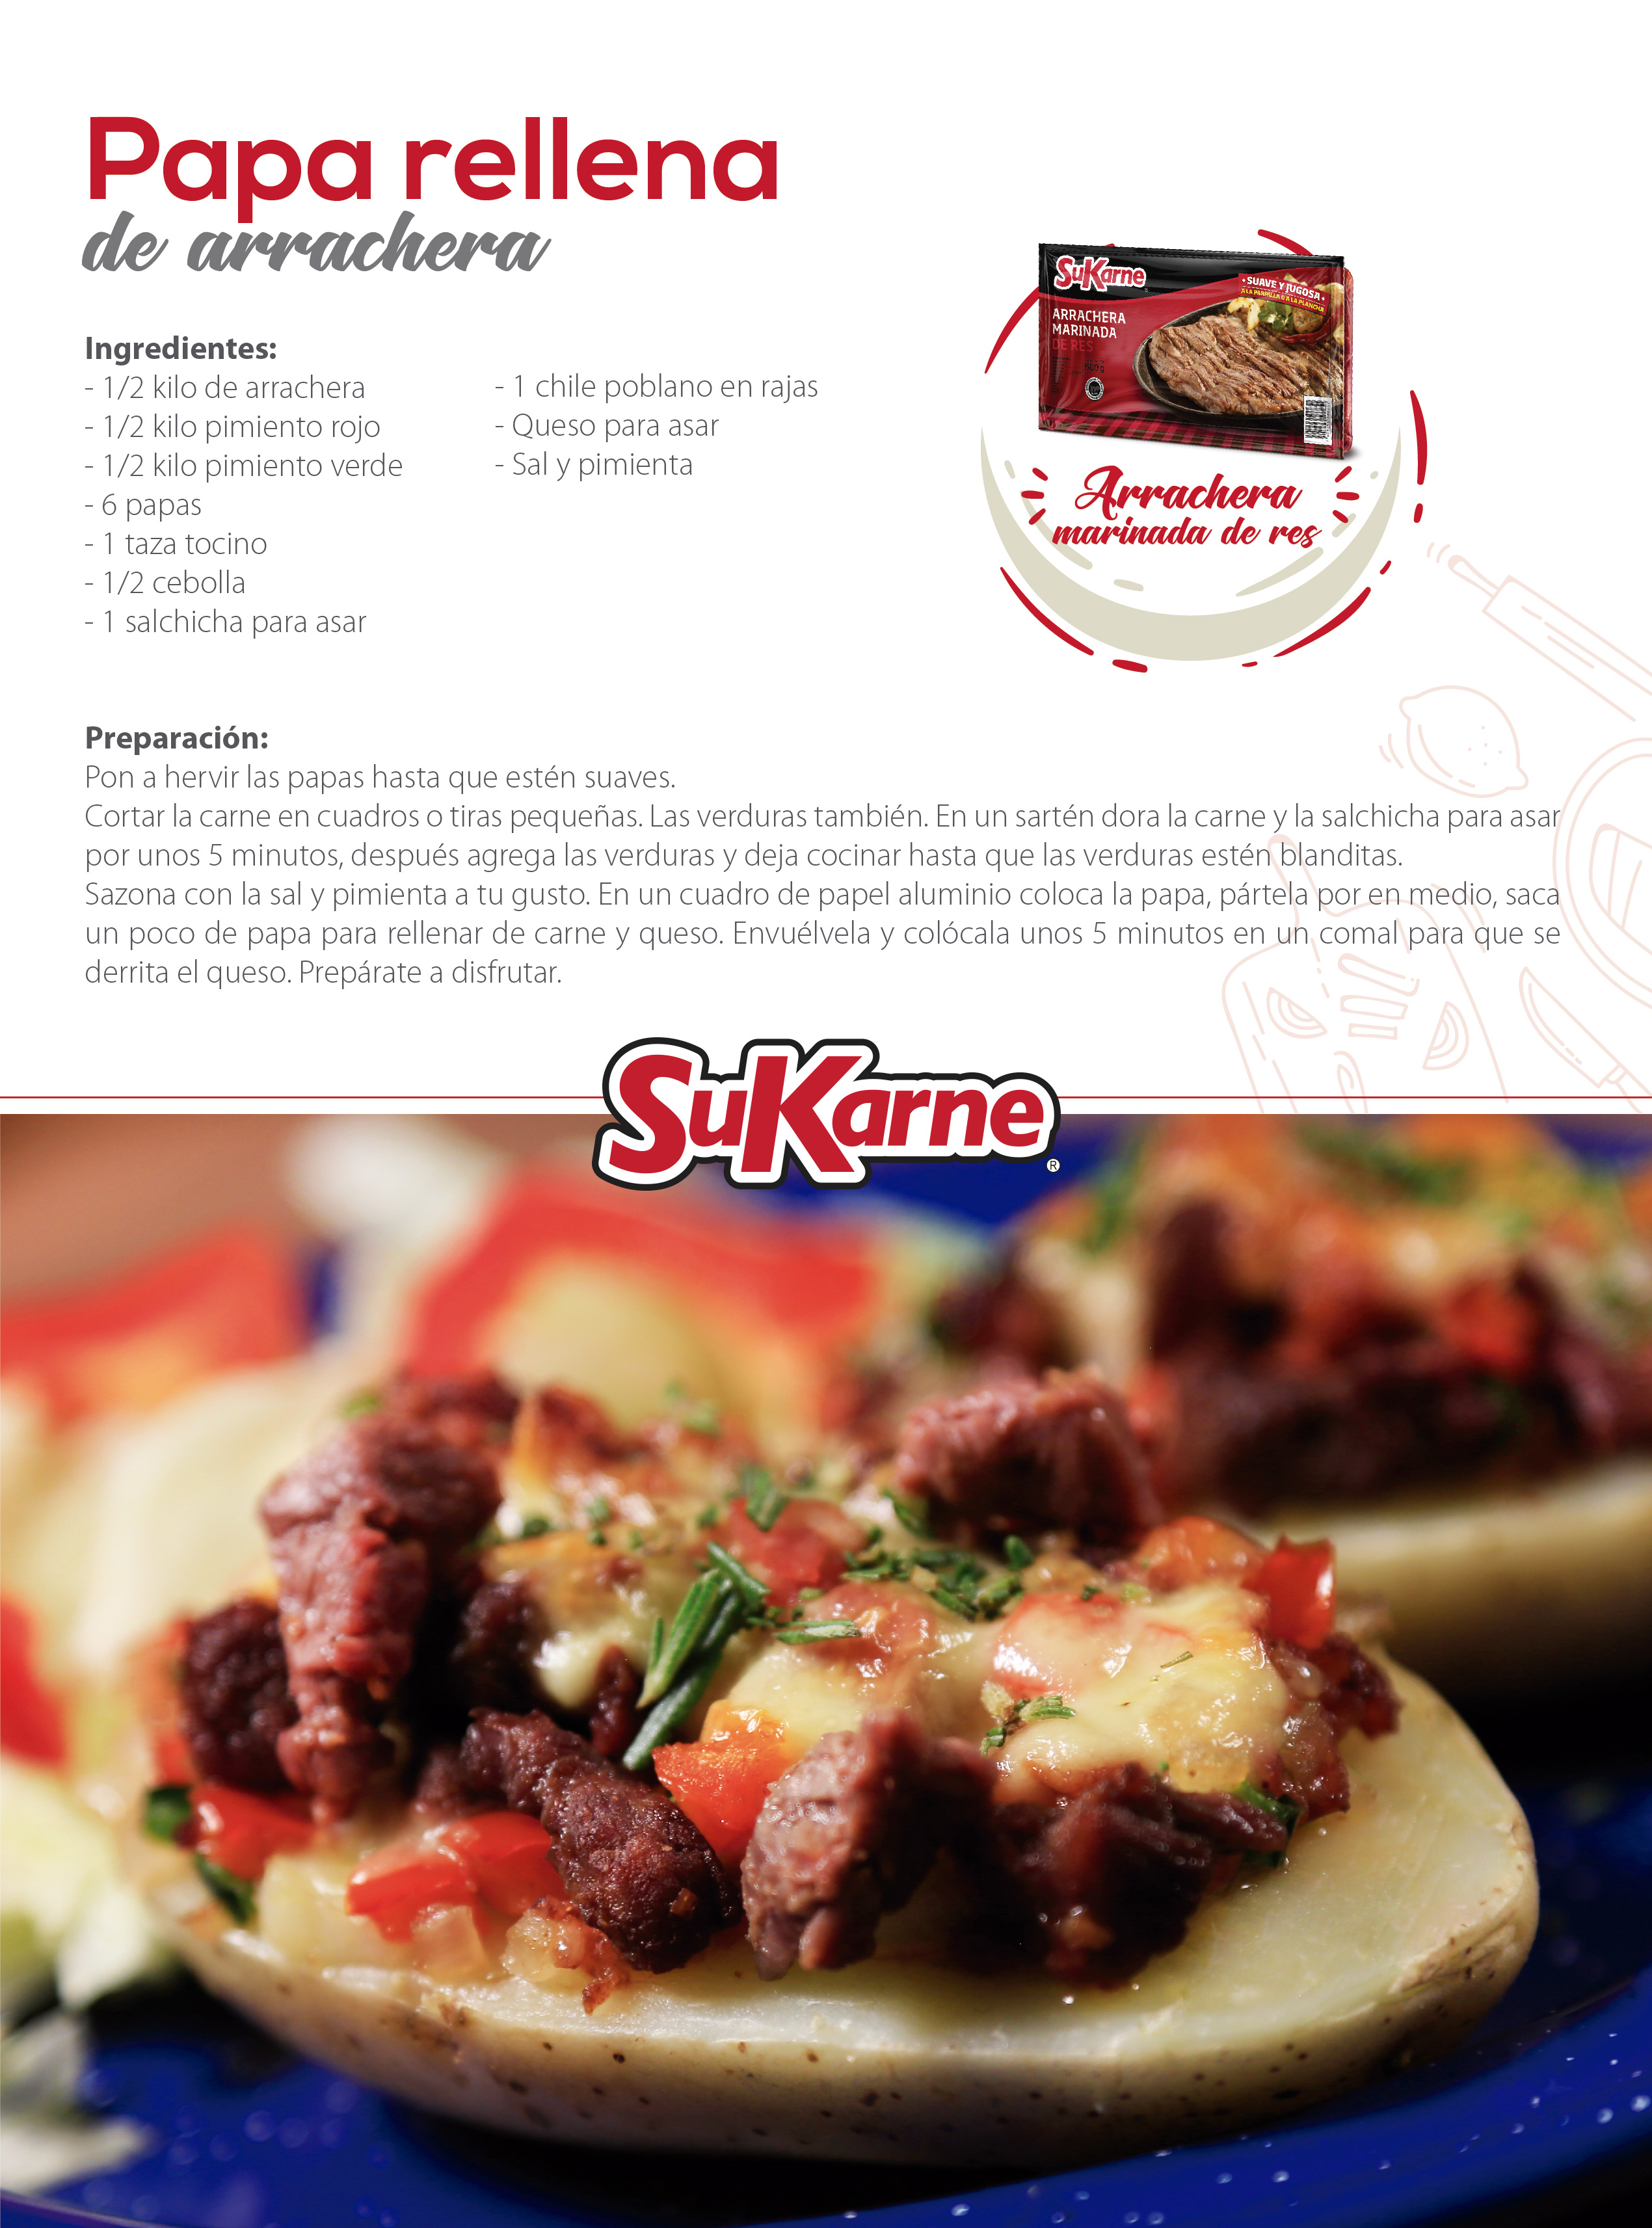 Papa rellena
de arrachera
Ingredientes:
- 1/2 kilo de arrachera
- 1/2 kilo pimiento rojo
- 1/2 kilo pimiento verde
- 6 papas
- 1 taza tocino
- 1/2 cebolla
- 1 salchicha para asar
- 1 chile poblano en rajas
- Queso para asar
- Sal y pimienta
SuKarne
• SUAVE Y JUGOSA •
A LA PARRILLA O A LA PLANCHA
ARRACHERA
MARINADA
DE RES
Arrachera
marinada de res
Preparación:
Pon a hervir las papas hasta que estén suaves.
Cortar la carne en cuadros o tiras pequeñas. Las verduras también. En un sartén dora la carne y la salchicha para asar
por unos 5 minutos, después agrega las verduras y deja cocinar hasta que las verduras estén blanditas.
Sazona con la sal y pimienta a tu gusto. En un cuadro de papel aluminio coloca la papa, pártela por en medio, saca
un poco de papa para rellenar de carne y queso. Envuélvela y colócala unos 5 minutos en un comal para que se
derrita el queso. Prepárate a disfrutar.
SuKarne®